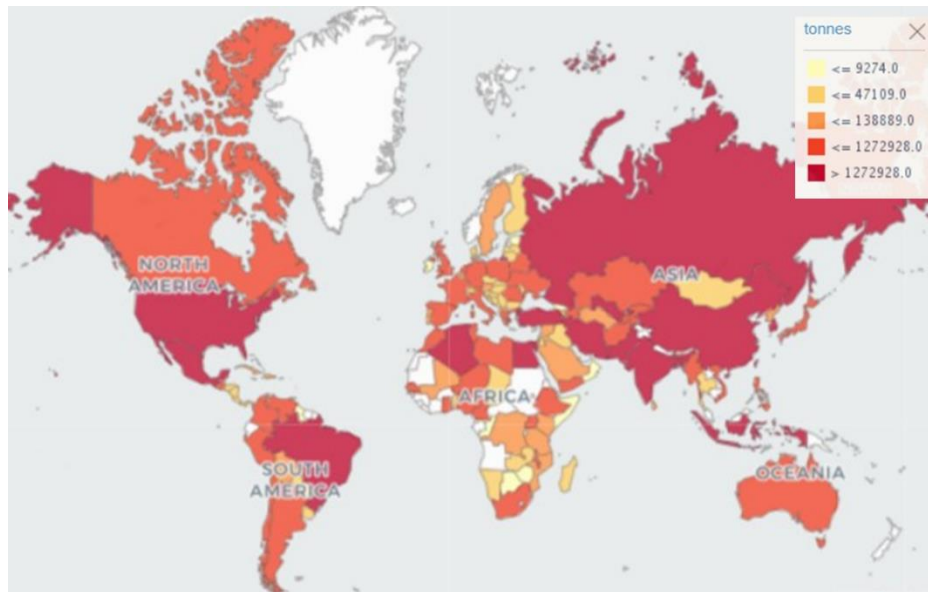 tonnes
<= 9274.0
<= 47109.0
<= 138889.0
<= 1272928.0
> 1272928.0
NORTH
AMERICA
ASIA
AFRICA
SOUTH
AMERICA
OCEANIA